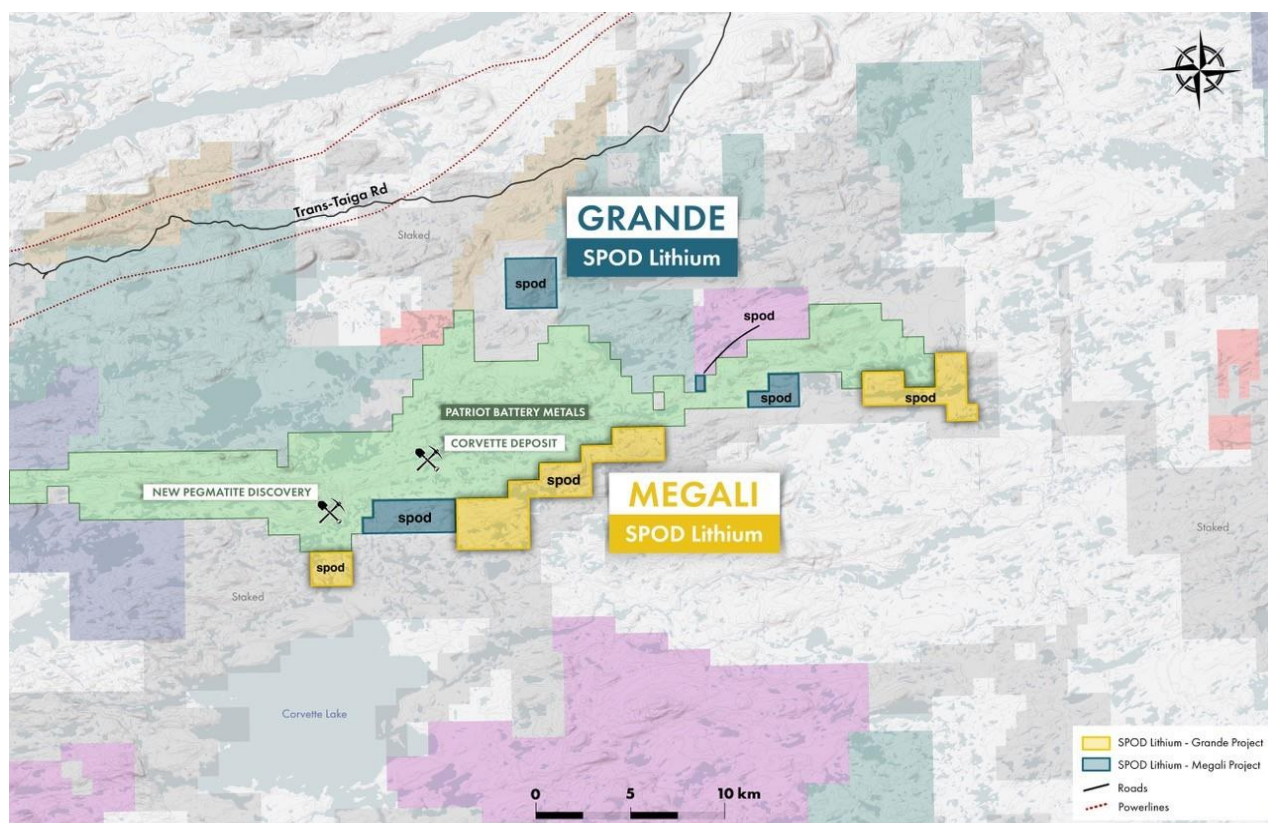 Trans-Taiga Rd
Staked
GRANDE
SPOD Lithium
spod
spod
PATRIOT BATTERY METALS
spod
spod
CORVETTE DEPOSIT
spod
NEW PEGMATITE DISCOVERY
MEGALI
SPOD Lithium
spod
Staked
spod
Staked
Corvette Lake
SPOD Lithium - Grande Project
SPOD Lithium - Megali Project
Roads
Powerlines
0 5 10 km